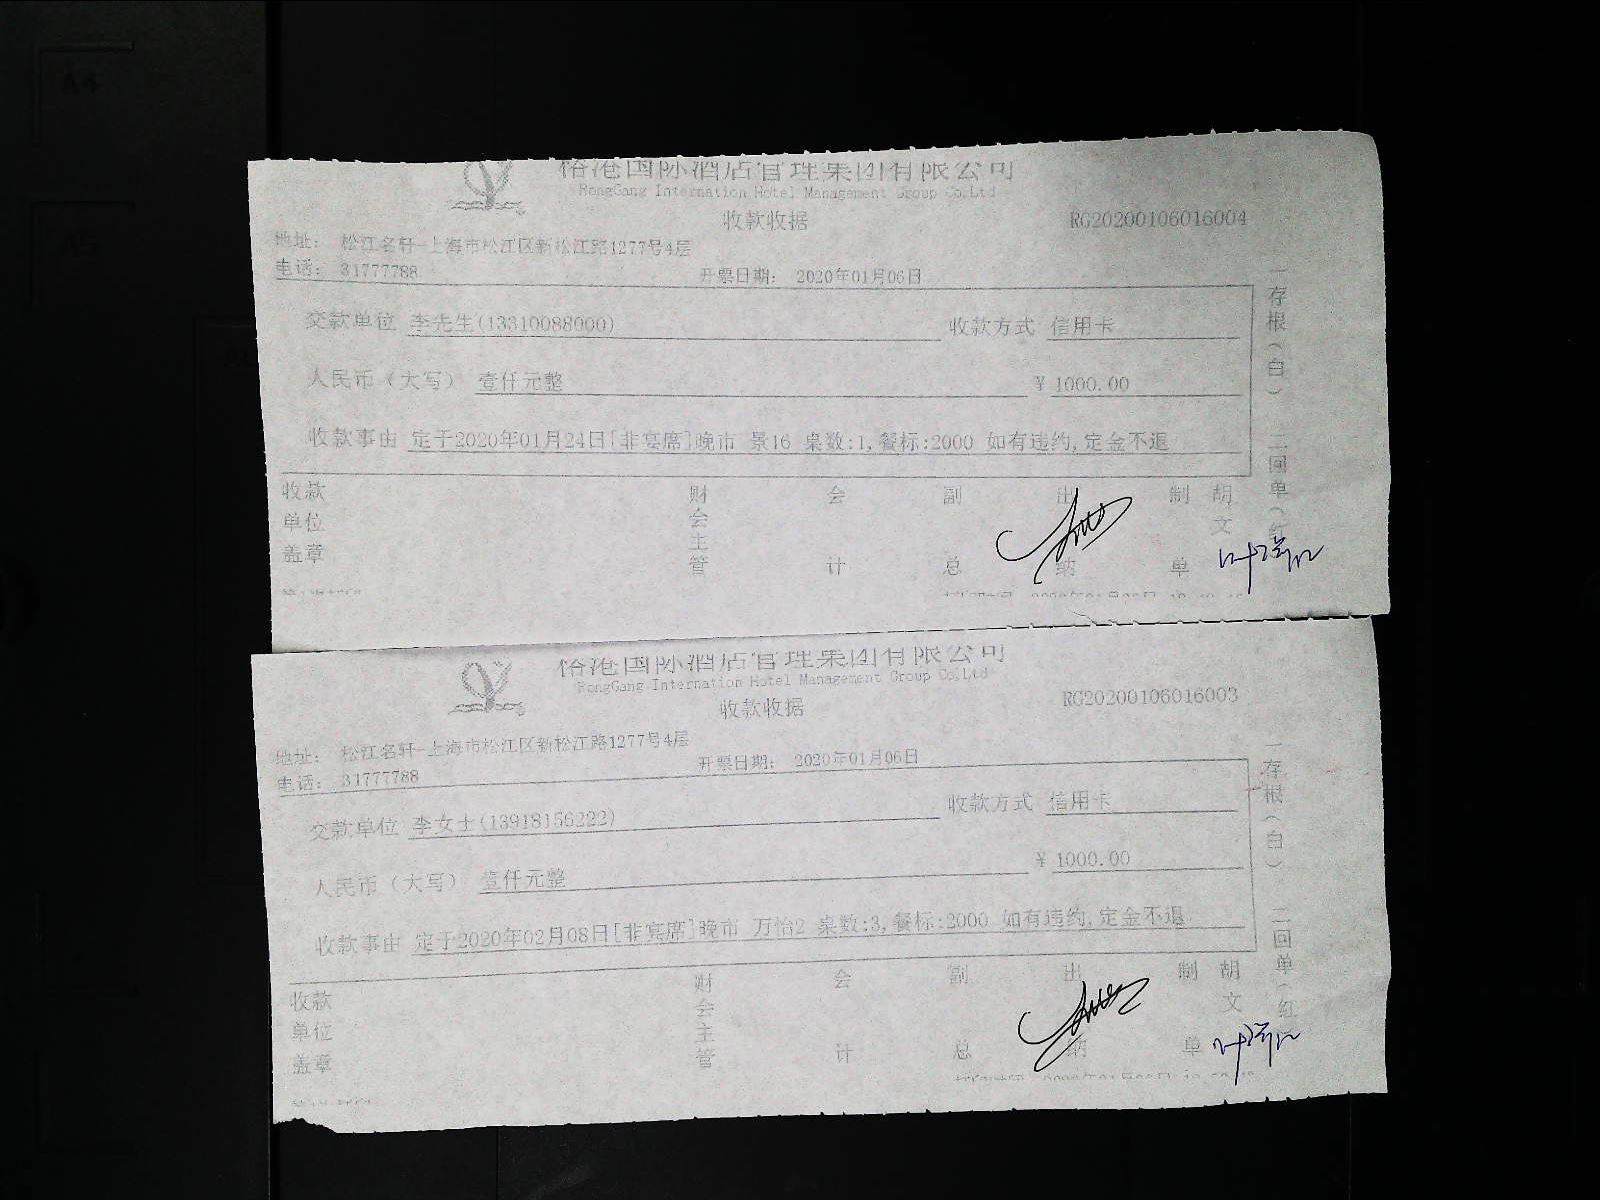 榕港国际酒店管理集团有限公司
RongGang Internation Hotel Management Group Co,Ltd
收款收据 RG20200106016004
地址： 松江名轩-上海市松江区新松江路1277号4层
电话： 31777788 开票日期： 2020年01月06日
交款单位 李先生(13310088000) 收款方式 信用卡
人民币（大写） 壹仟元整 ￥ 1000.00
收款事由 定于2020年01月24日[非宴席]晚市 景16 桌数:1,餐标:2000 如有违约,定金不退
一存根（白） 二回单（红
收款单位盖章 财会主管 会计 副总 出纳 制单 胡文
榕港国际酒店管理集团有限公司
RongGang Internation Hotel Management Group Co,Ltd
收款收据 RG20200106016003
地址： 松江名轩-上海市松江区新松江路1277号4层
电话： 31777788 开票日期： 2020年01月06日
交款单位 李女士(13918156222) 收款方式 信用卡
人民币（大写） 壹仟元整 ￥ 1000.00
收款事由 定于2020年02月08日[非宴席]晚市 万怡2 桌数:3,餐标:2000 如有违约,定金不退
一存根（白） 二回单（红
收款单位盖章 财会主管 会计 副总 出纳 制单 胡文